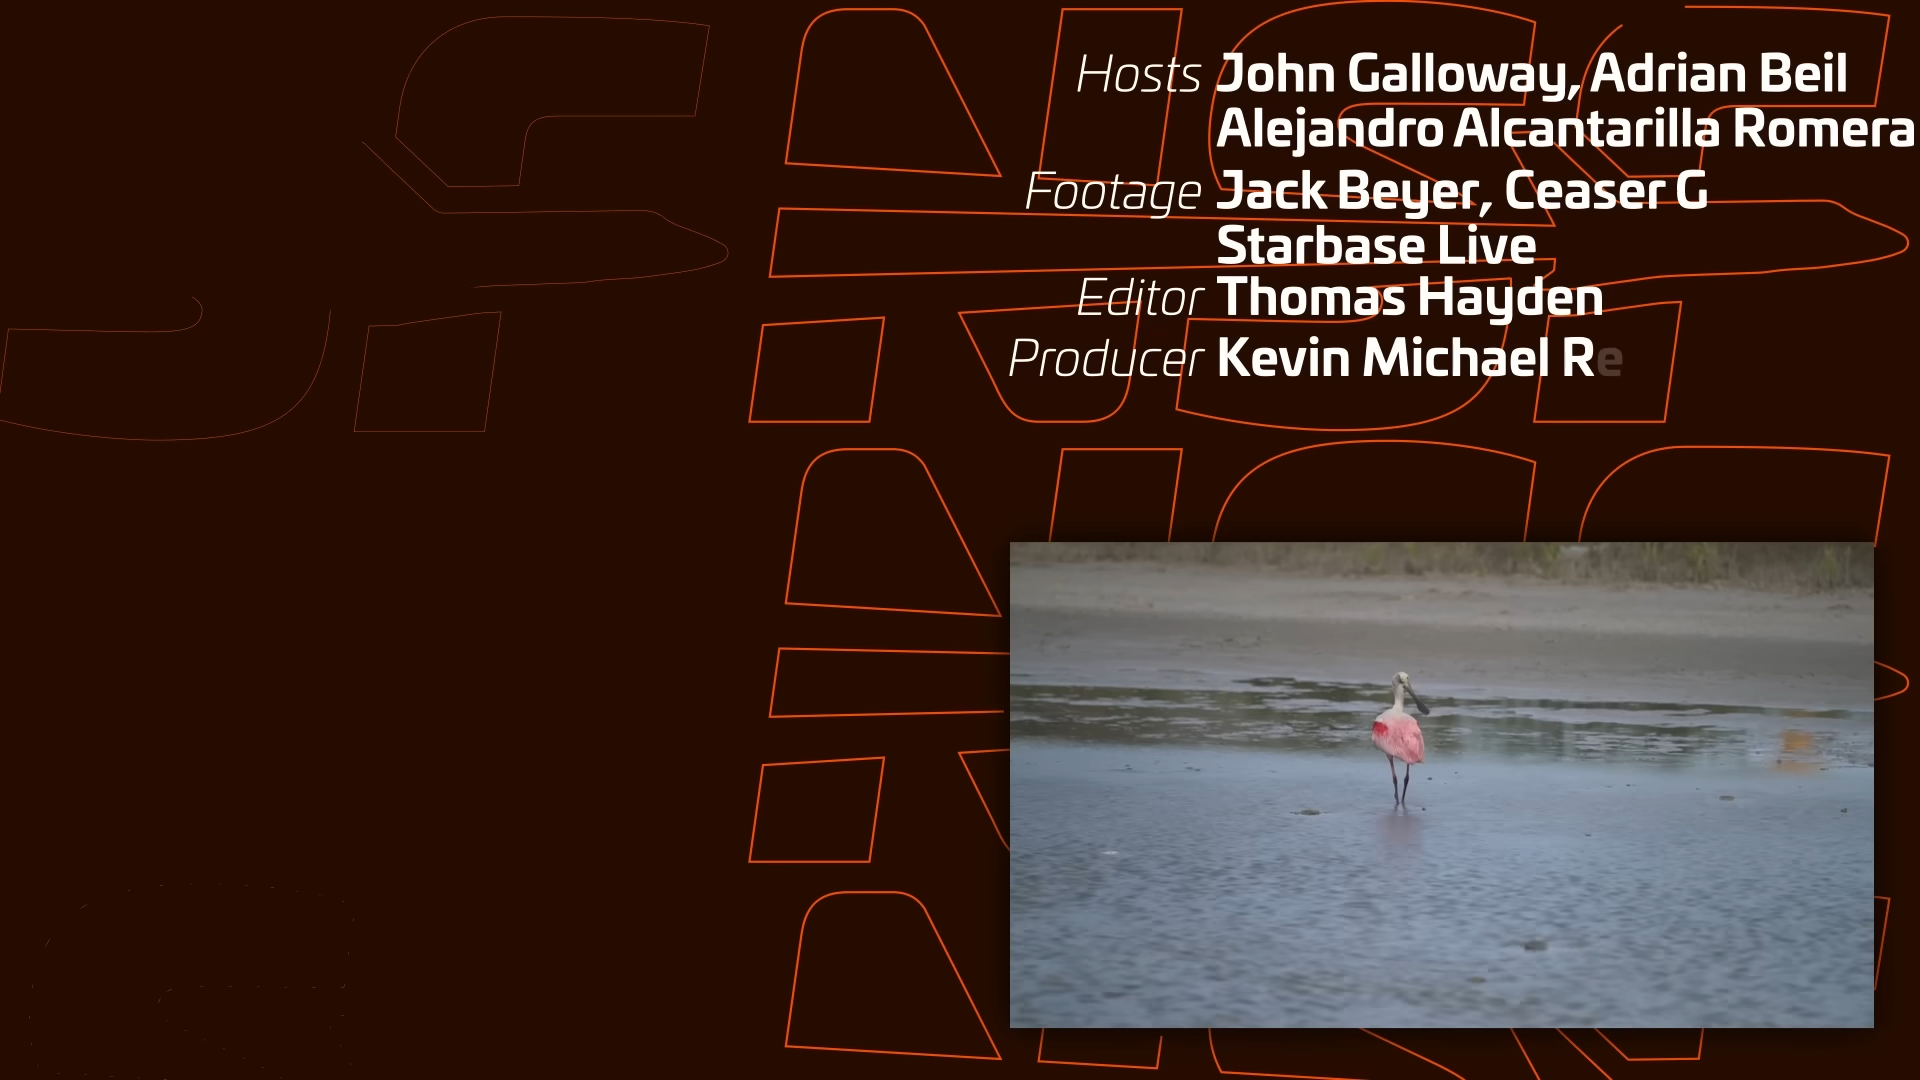 Hosts John Galloway, Adrian Beil
Alejandro Alcantarilla Romera
Footage Jack Beyer, Ceaser G
Starbase Live
Editor Thomas Hayden
Producer Kevin Michael Re